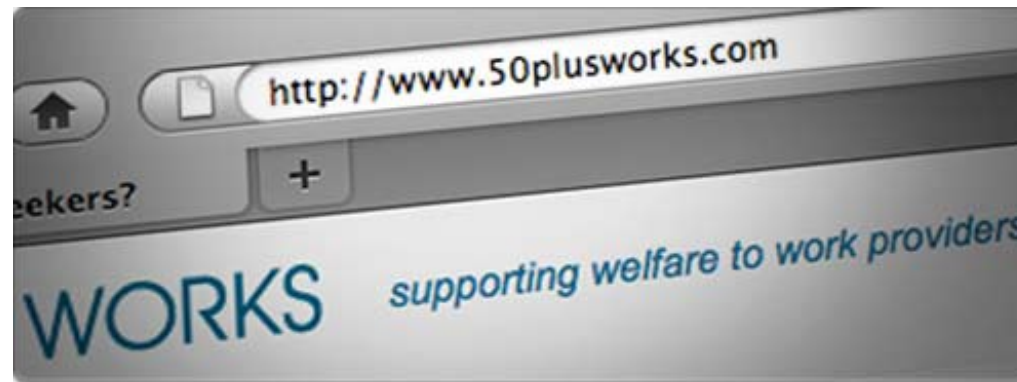 http://www.50plusworks.com
eekers?
+
WORKS
supporting welfare to work providers